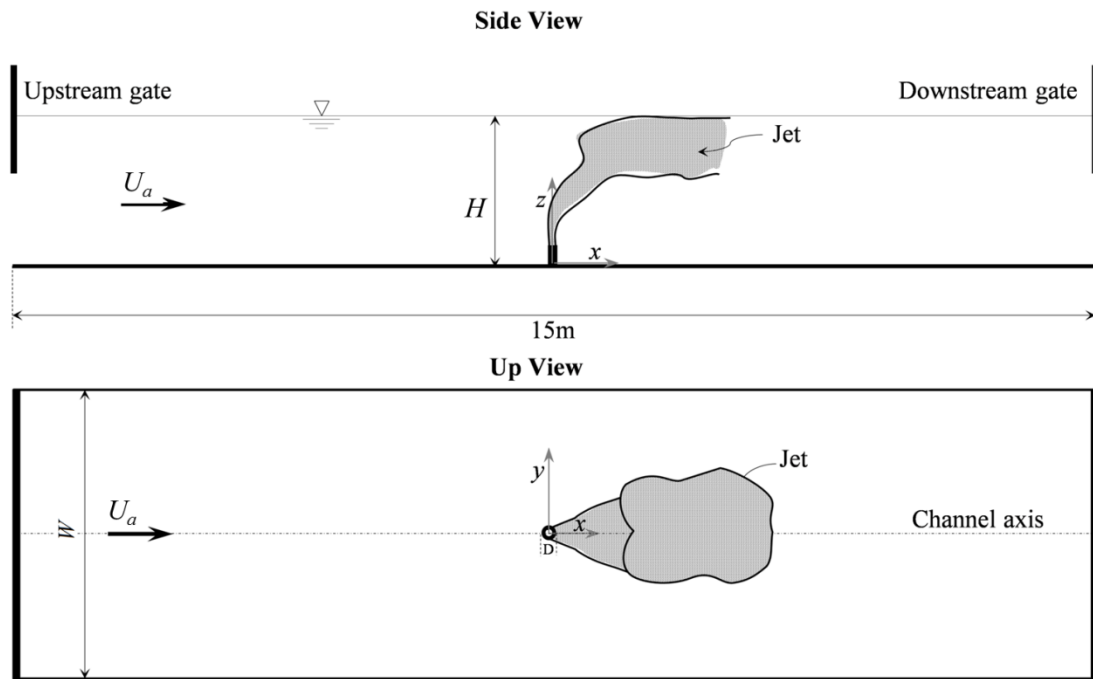 Side View
Upstream gate
Downstream gate
Jet
U_a
H
z
x
15m
Up View
Jet
y
U_a
W
x
Channel axis
D